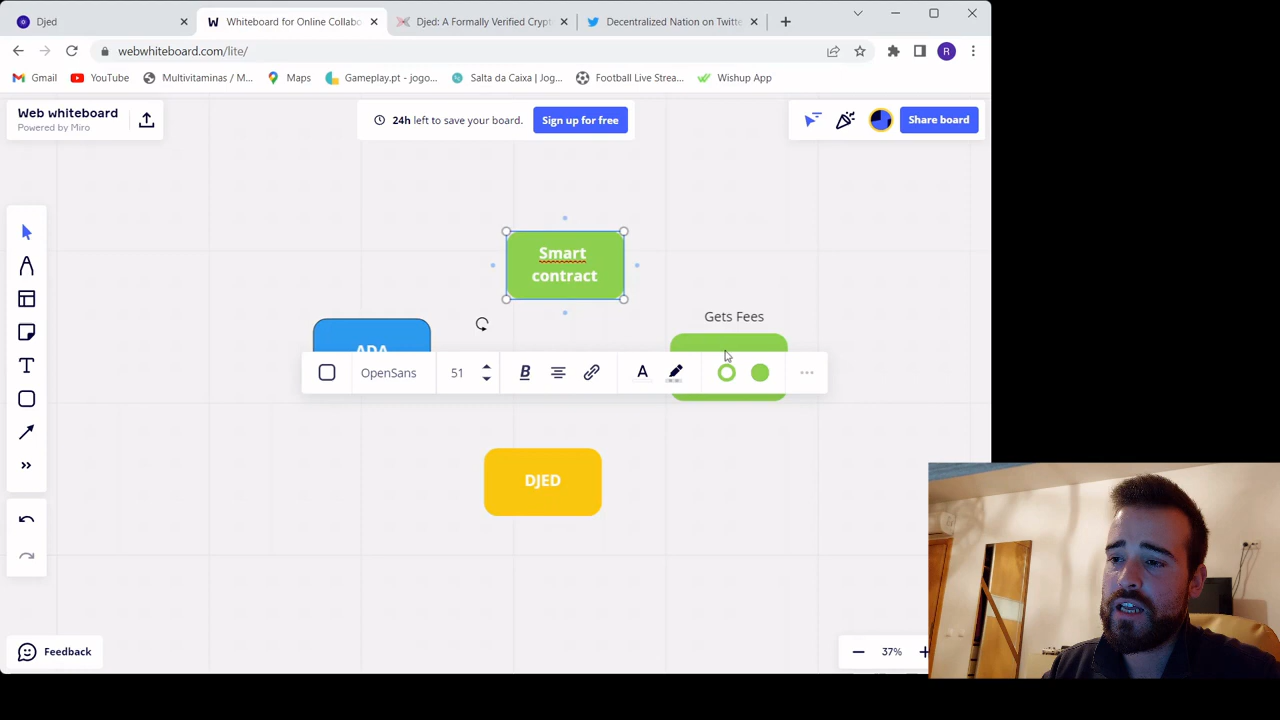 Djed
Whiteboard for Online Collabo
Djed: A Formally Verified Crypt
Decentralized Nation on Twitte
webwhiteboard.com/lite/
R
Gmail
YouTube
Multivitaminas / M...
Maps
Gameplay.pt - jogo...
Salta da Caixa | Jog...
Football Live Strea...
Wishup App
Web whiteboard
Powered by Miro
24h left to save your board.
Sign up for free
Share board
Smart
contract
Gets Fees
ADA
OpenSans
51
B
A
DJED
Feedback
37%